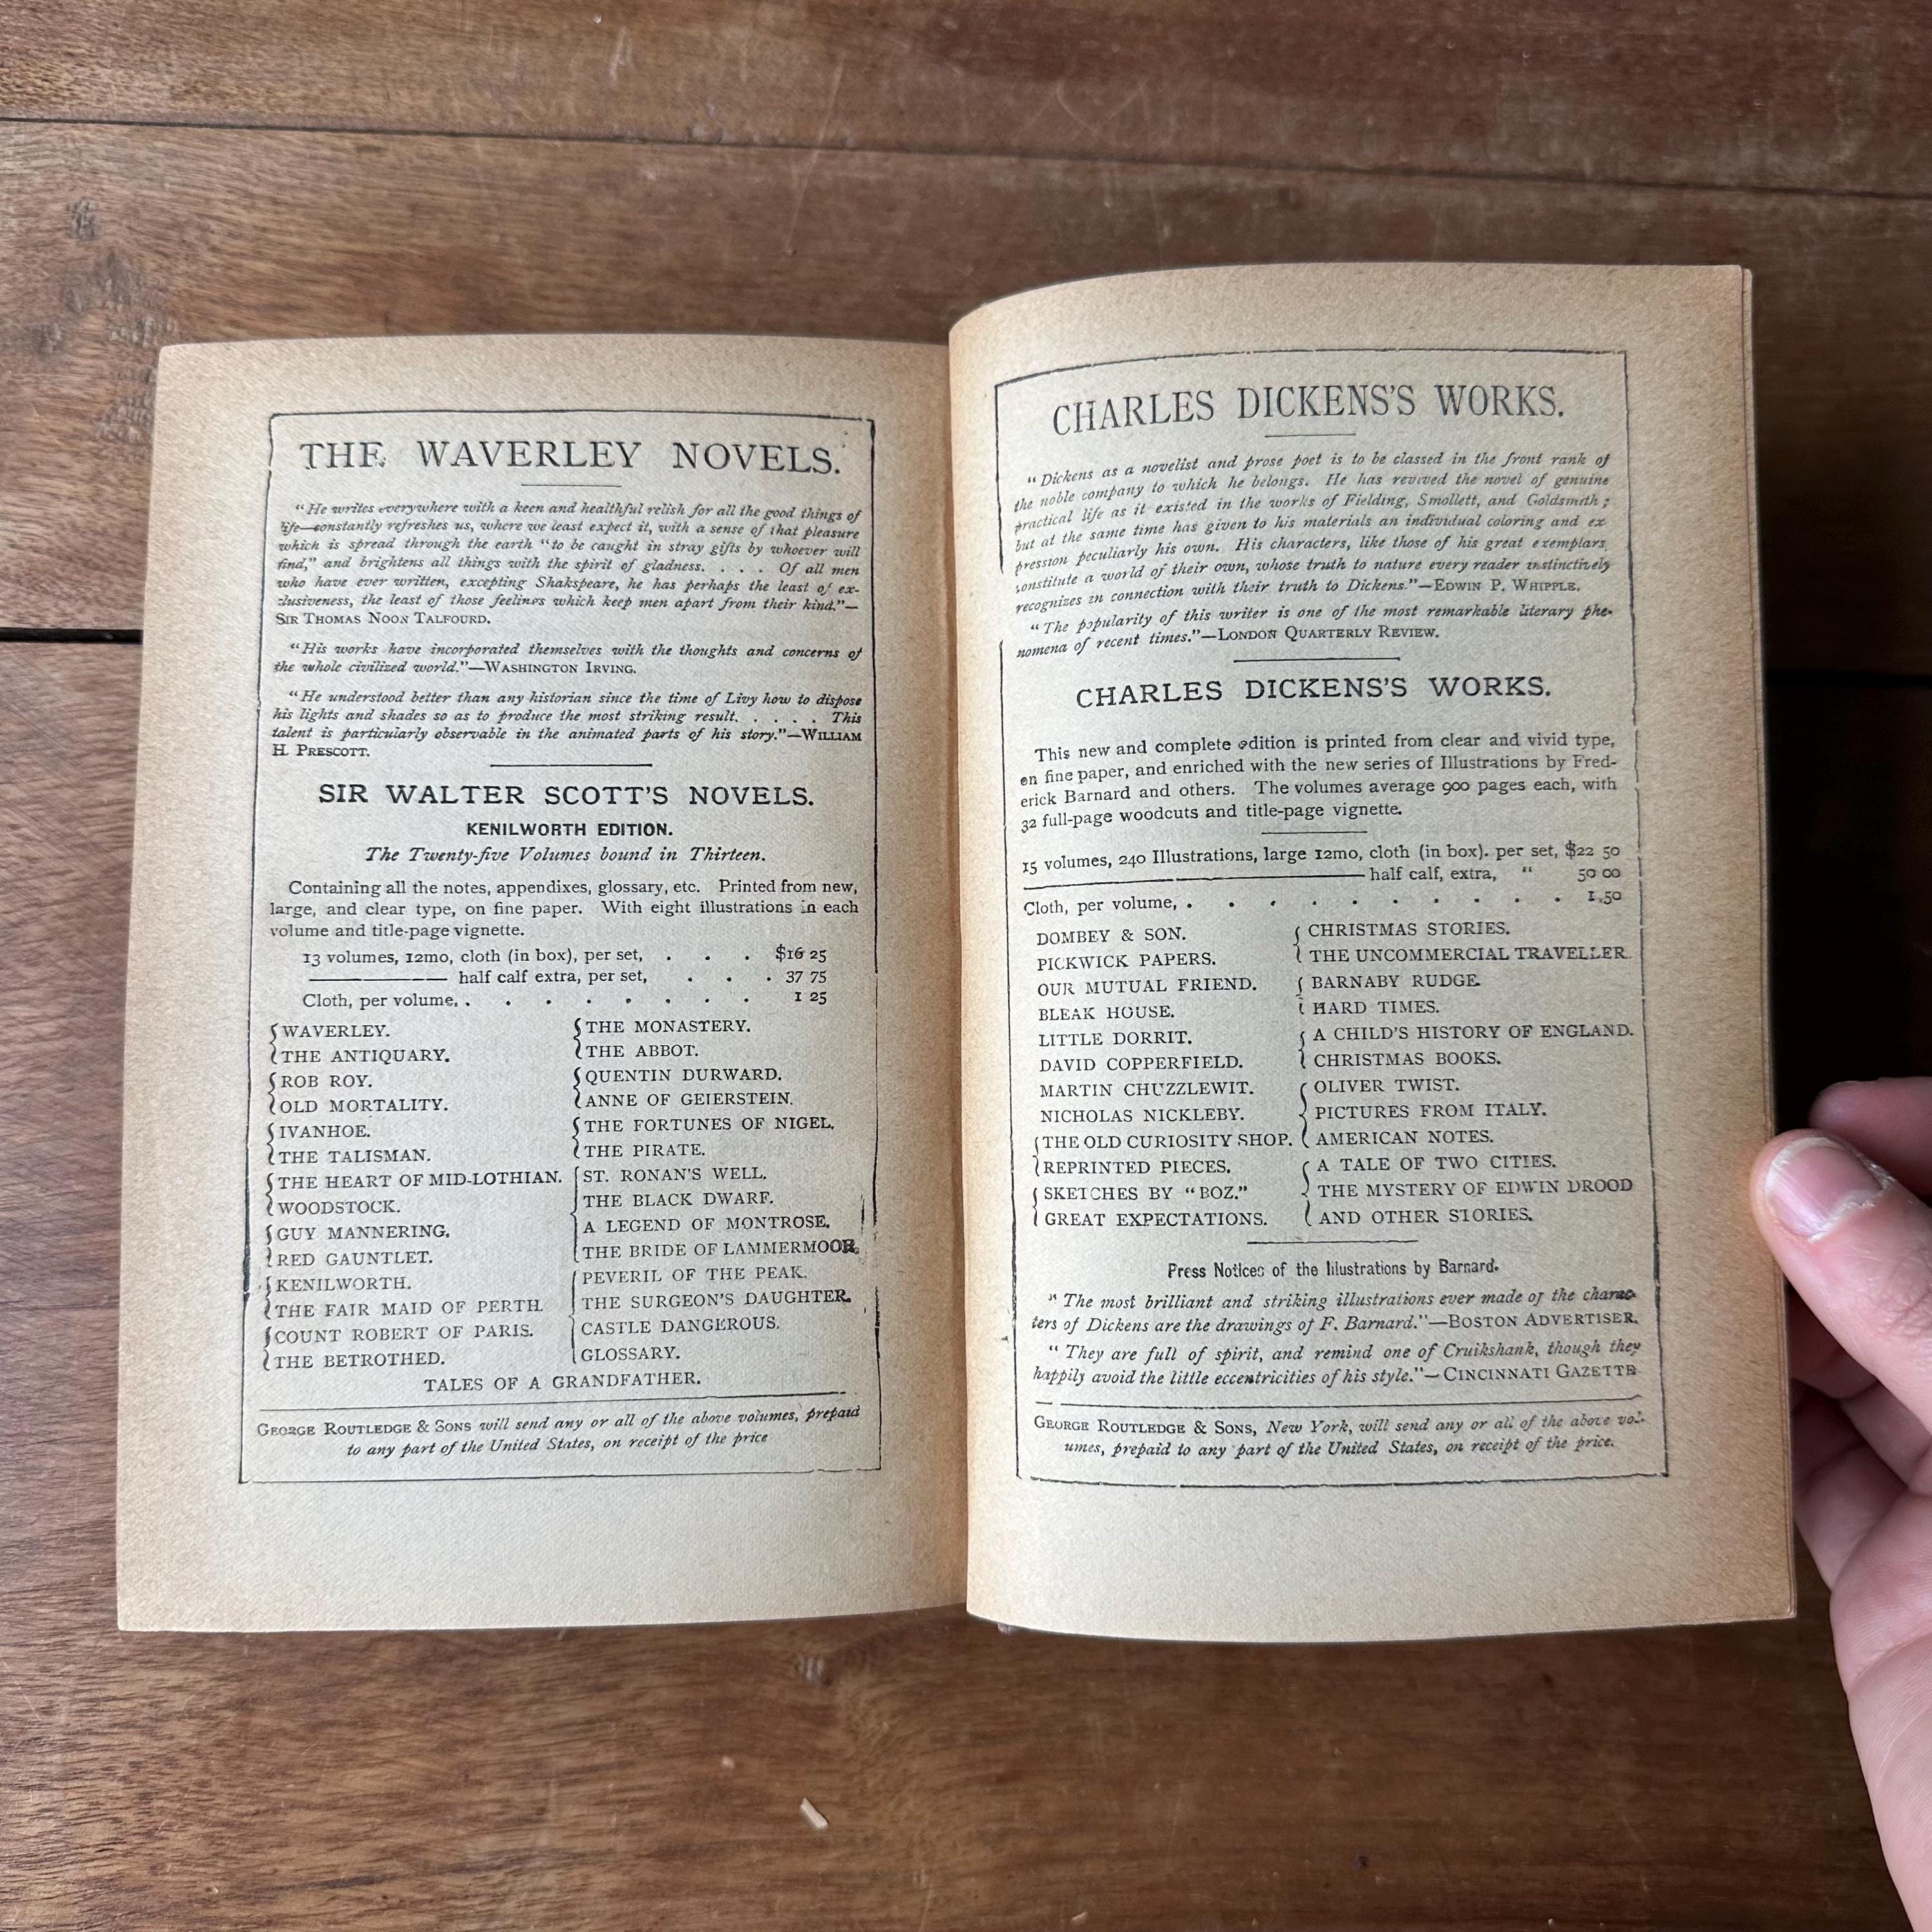 THE WAVERLEY NOVELS.
"He writes everywhere with a keen and healthful relish for all the good things of
life—constantly refreshes us, where we least expect it, with a sense of that pleasure
which is spread through the earth "to be caught in stray gifts by whoever will
find," and brightens all things with the spirit of gladness. . . . Of all men
who have ever written, excepting Shakspeare, he has perhaps the least of ex-
clusiveness, the least of those feelings which keep men apart from their kind."—
SIR THOMAS NOON TALFOURD.
"His works have incorporated themselves with the thoughts and concerns of
the whole civilized world."—WASHINGTON IRVING.
"He understood better than any historian since the time of Livy how to dispose
his lights and shades so as to produce the most striking result. . . . . This
talent is particularly observable in the animated parts of his story."—WILLIAM
H. PRESCOTT.
SIR WALTER SCOTT'S NOVELS.
KENILWORTH EDITION.
The Twenty-five Volumes bound in Thirteen.
Containing all the notes, appendixes, glossary, etc. Printed from new,
large, and clear type, on fine paper. With eight illustrations in each
volume and title-page vignette.
13 volumes, 12mo, cloth (in box), per set, . . . $16 25
——— half calf extra, per set, . . . 37 75
Cloth, per volume, . . . . . . . . 1 25
WAVERLEY.
THE ANTIQUARY.
ROB ROY.
OLD MORTALITY.
IVANHOE.
THE TALISMAN.
THE HEART OF MID-LOTHIAN.
WOODSTOCK.
GUY MANNERING.
RED GAUNTLET.
KENILWORTH.
THE FAIR MAID OF PERTH.
COUNT ROBERT OF PARIS.
THE BETROTHED.
THE MONASTERY.
THE ABBOT.
QUENTIN DURWARD.
ANNE OF GEIERSTEIN.
THE FORTUNES OF NIGEL.
THE PIRATE.
ST. RONAN'S WELL.
THE BLACK DWARF.
A LEGEND OF MONTROSE.
THE BRIDE OF LAMMERMOOR.
PEVERIL OF THE PEAK.
THE SURGEON'S DAUGHTER.
CASTLE DANGEROUS.
GLOSSARY.
TALES OF A GRANDFATHER.
GEORGE ROUTLEDGE & SONS will send any or all of the above volumes, prepaid
to any part of the United States, on receipt of the price
CHARLES DICKENS'S WORKS.
"Dickens as a novelist and prose poet is to be classed in the front rank of
the noble company to which he belongs. He has revived the novel of genuine
practical life as it existed in the works of Fielding, Smollett, and Goldsmith;
but at the same time has given to his materials an individual coloring and ex
pression peculiarly his own. His characters, like those of his great exemplars,
constitute a world of their own, whose truth to nature every reader instinctively
recognizes in connection with their truth to Dickens."—EDWIN P. WHIPPLE.
"The popularity of this writer is one of the most remarkable literary phe-
nomena of recent times."—LONDON QUARTERLY REVIEW.
CHARLES DICKENS'S WORKS.
This new and complete edition is printed from clear and vivid type,
on fine paper, and enriched with the new series of Illustrations by Fred-
erick Barnard and others. The volumes average 900 pages each, with
32 full-page woodcuts and title-page vignette.
15 volumes, 240 Illustrations, large 12mo, cloth (in box). per set, $22 50
——— half calf, extra, " 50 00
Cloth, per volume, . . . . . . . . . . 1.50
DOMBEY & SON.
PICKWICK PAPERS.
OUR MUTUAL FRIEND.
BLEAK HOUSE.
LITTLE DORRIT.
DAVID COPPERFIELD.
MARTIN CHUZZLEWIT.
NICHOLAS NICKLEBY.
THE OLD CURIOSITY SHOP.
REPRINTED PIECES.
SKETCHES BY "BOZ."
GREAT EXPECTATIONS.
CHRISTMAS STORIES.
THE UNCOMMERCIAL TRAVELLER.
BARNABY RUDGE.
HARD TIMES.
A CHILD'S HISTORY OF ENGLAND.
CHRISTMAS BOOKS.
OLIVER TWIST.
PICTURES FROM ITALY.
AMERICAN NOTES.
A TALE OF TWO CITIES.
THE MYSTERY OF EDWIN DROOD
AND OTHER STORIES.
Press Notices of the Illustrations by Barnard.
"The most brilliant and striking illustrations ever made of the charac-
ters of Dickens are the drawings of F. Barnard."—BOSTON ADVERTISER.
"They are full of spirit, and remind one of Cruikshank, though they
happily avoid the little eccentricities of his style."—CINCINNATI GAZETTE
GEORGE ROUTLEDGE & SONS, New York, will send any or all of the above vol-
umes, prepaid to any part of the United States, on receipt of the price.